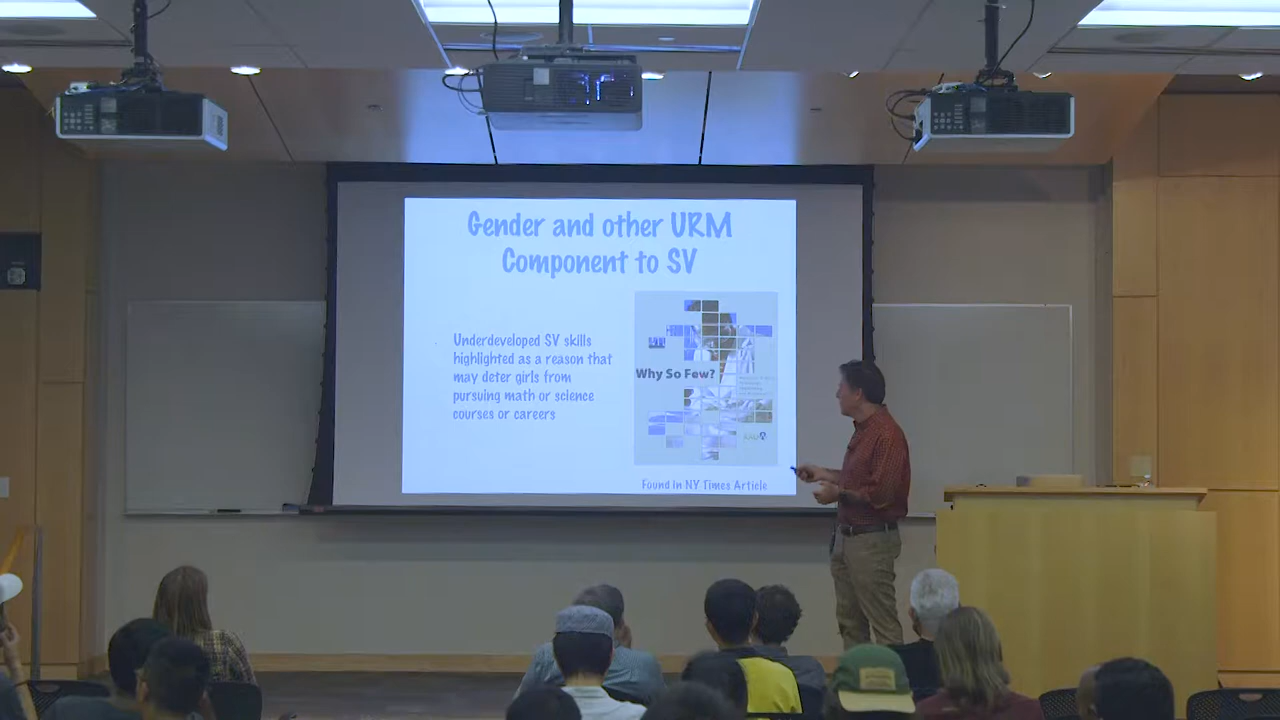 Gender and other URM
Component to SV
Underdeveloped SV skills
highlighted as a reason that
may deter girls from
pursuing math or science
courses or careers
Why So Few?
AAUW
Found in NY Times Article